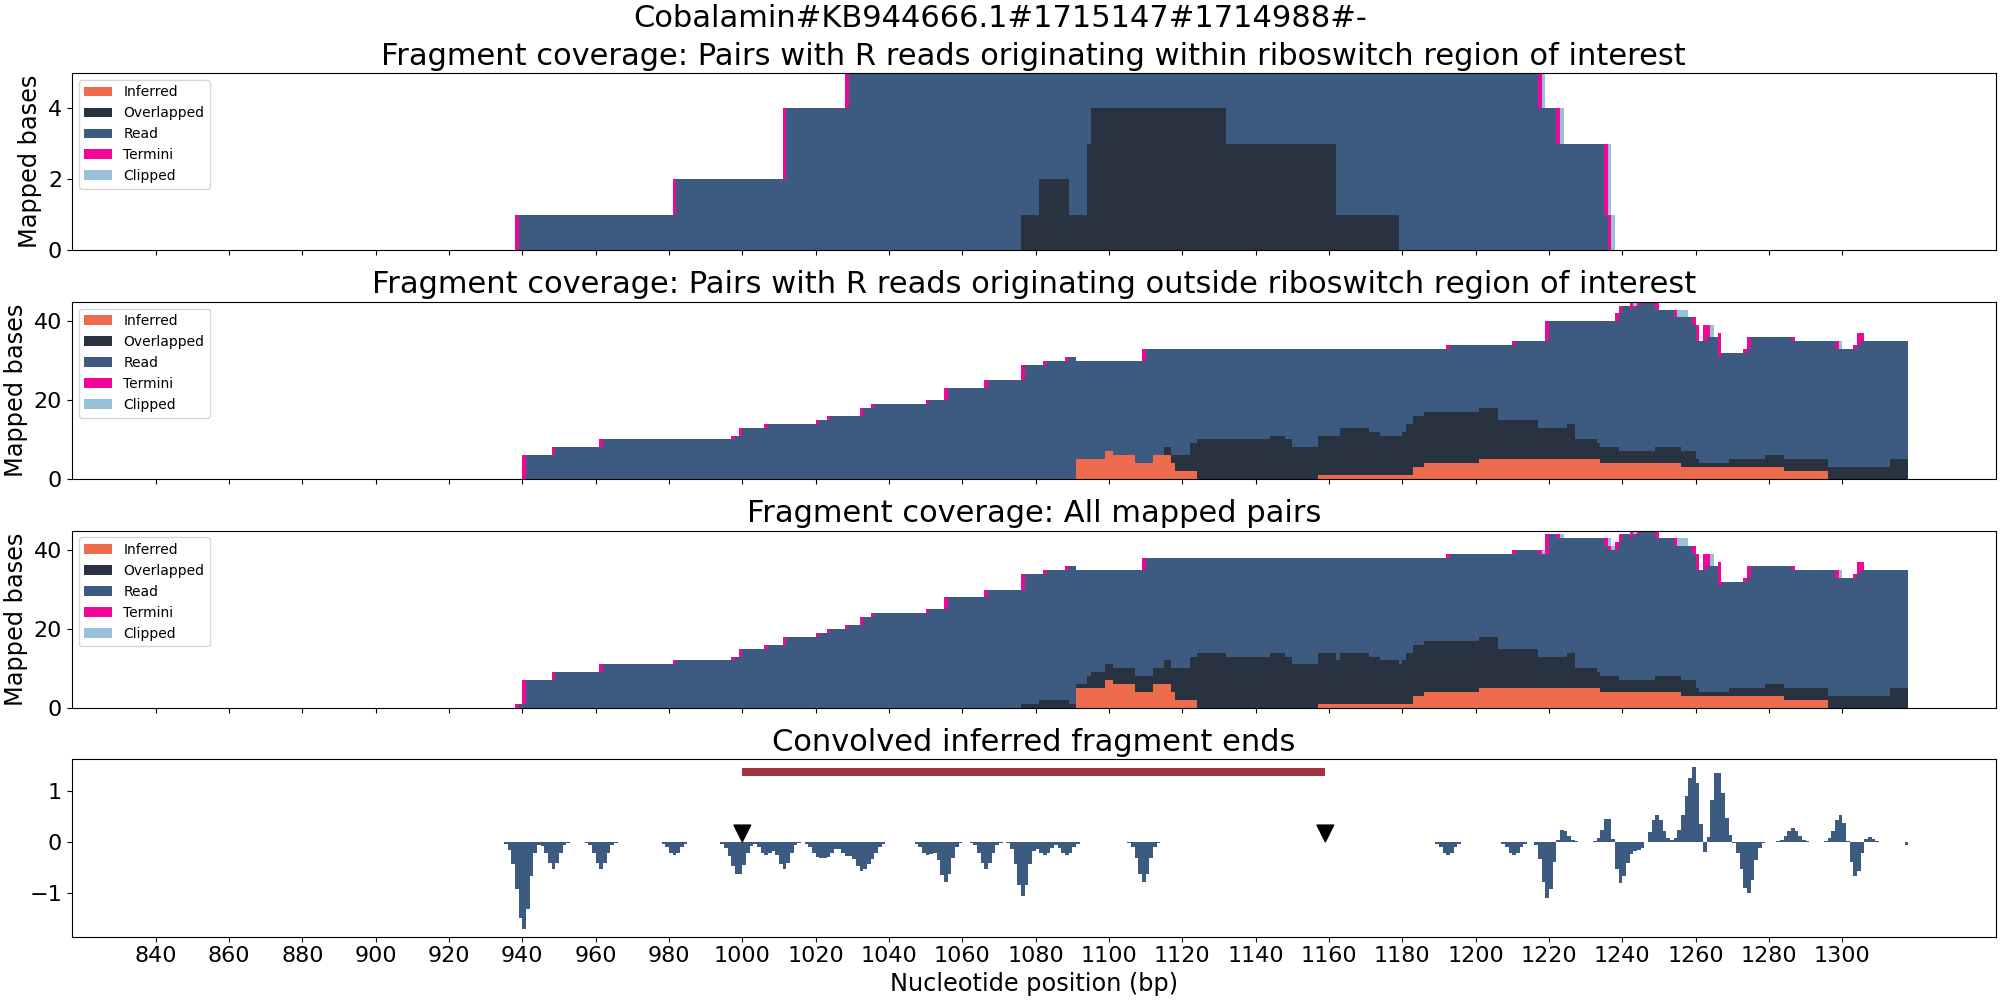 Cobalamin#KB944666.1#1715147#1714988#-
Fragment coverage: Pairs with R reads originating within riboswitch region of interest
Mapped bases
4
2
0
Inferred
Overlapped
Read
Termini
Clipped
Fragment coverage: Pairs with R reads originating outside riboswitch region of interest
Mapped bases
40
20
0
Inferred
Overlapped
Read
Termini
Clipped
Fragment coverage: All mapped pairs
Mapped bases
40
20
0
Inferred
Overlapped
Read
Termini
Clipped
Convolved inferred fragment ends
1
0
−1
840 860 880 900 920 940 960 980 1000 1020 1040 1060 1080 1100 1120 1140 1160 1180 1200 1220 1240 1260 1280 1300
Nucleotide position (bp)